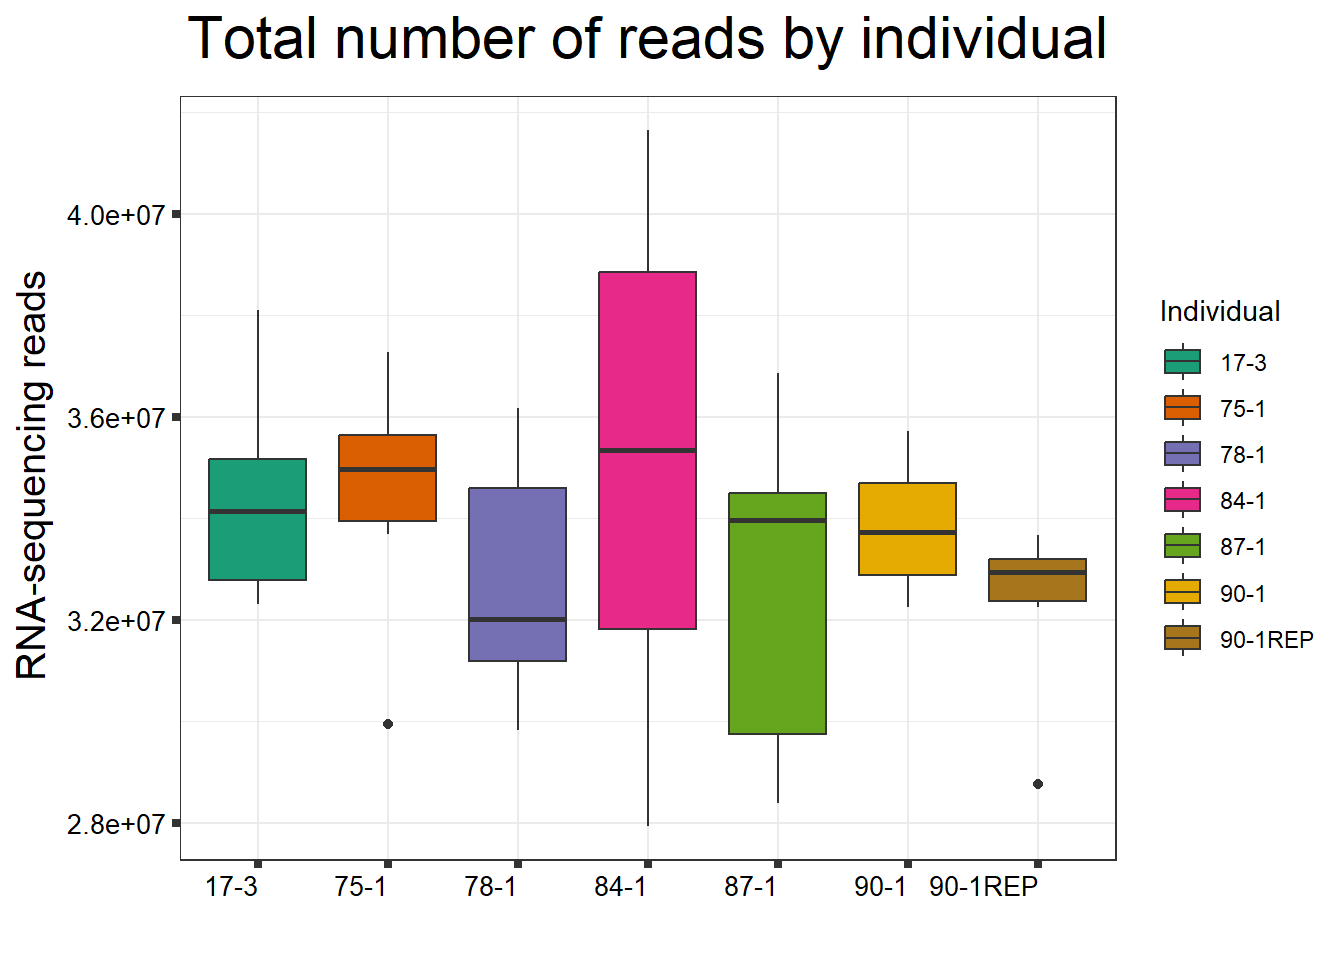 Total number of reads by individual
RNA-sequencing reads
4.0e+07
3.6e+07
3.2e+07
2.8e+07
17-3 75-1 78-1 84-1 87-1 90-1 90-1REP
Individual
17-3
75-1
78-1
84-1
87-1
90-1
90-1REP